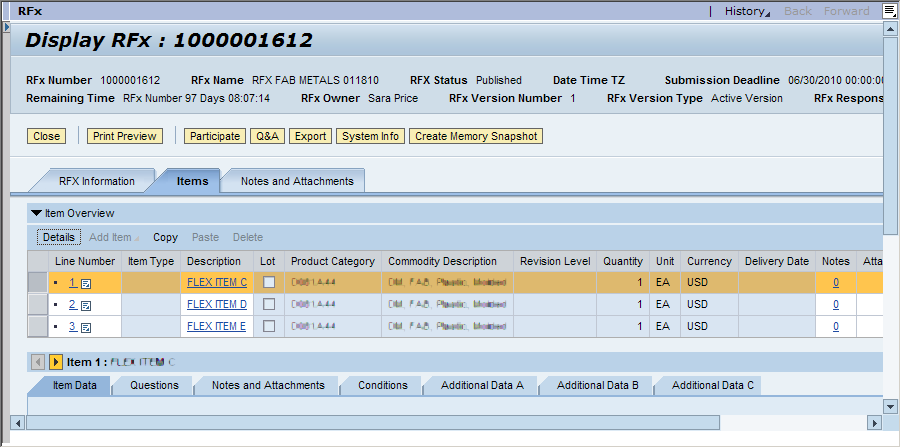 RFx
History Back Forward
Display RFx : 1000001612
RFx Number 1000001612 RFx Name RFX FAB METALS 011810 RFX Status Published Date Time TZ Submission Deadline 06/30/2010 00:00:00
Remaining Time RFx Number 97 Days 08:07:14 RFx Owner Sara Price RFx Version Number 1 RFx Version Type Active Version RFx Respons
Close Print Preview Participate Q&A Export System Info Create Memory Snapshot
RFX Information Items Notes and Attachments
Item Overview
Details Add Item Copy Paste Delete
Line Number Item Type Description Lot Product Category Commodity Description Revision Level Quantity Unit Currency Delivery Date Notes Atta
1 FLEX ITEM C 1 EA USD 0
2 FLEX ITEM D 1 EA USD 0
3 FLEX ITEM E 1 EA USD 0
Item 1 : FLEX ITEM C
Item Data Questions Notes and Attachments Conditions Additional Data A Additional Data B Additional Data C